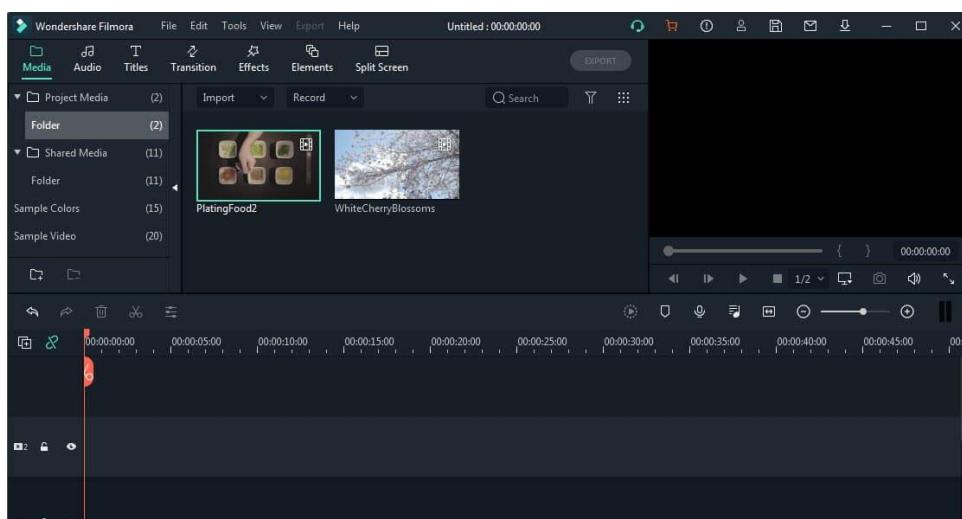 Wondershare Filmora File Edit Tools View Export Help Untitled : 00:00:00:00
Media Audio Titles Transition Effects Elements Split Screen EXPORT
Project Media (2) Import Record Search
Folder (2)
Shared Media (11)
Folder (11)
Sample Colors (15)
Sample Video (20)
PlatingFood2 WhiteCherryBlossoms
{ } 00:00:00:00
1/2
00:00:00:00 00:00:05:00 00:00:10:00 00:00:15:00 00:00:20:00 00:00:25:00 00:00:30:00 00:00:35:00 00:00:40:00 00:00:45:00 00:
2